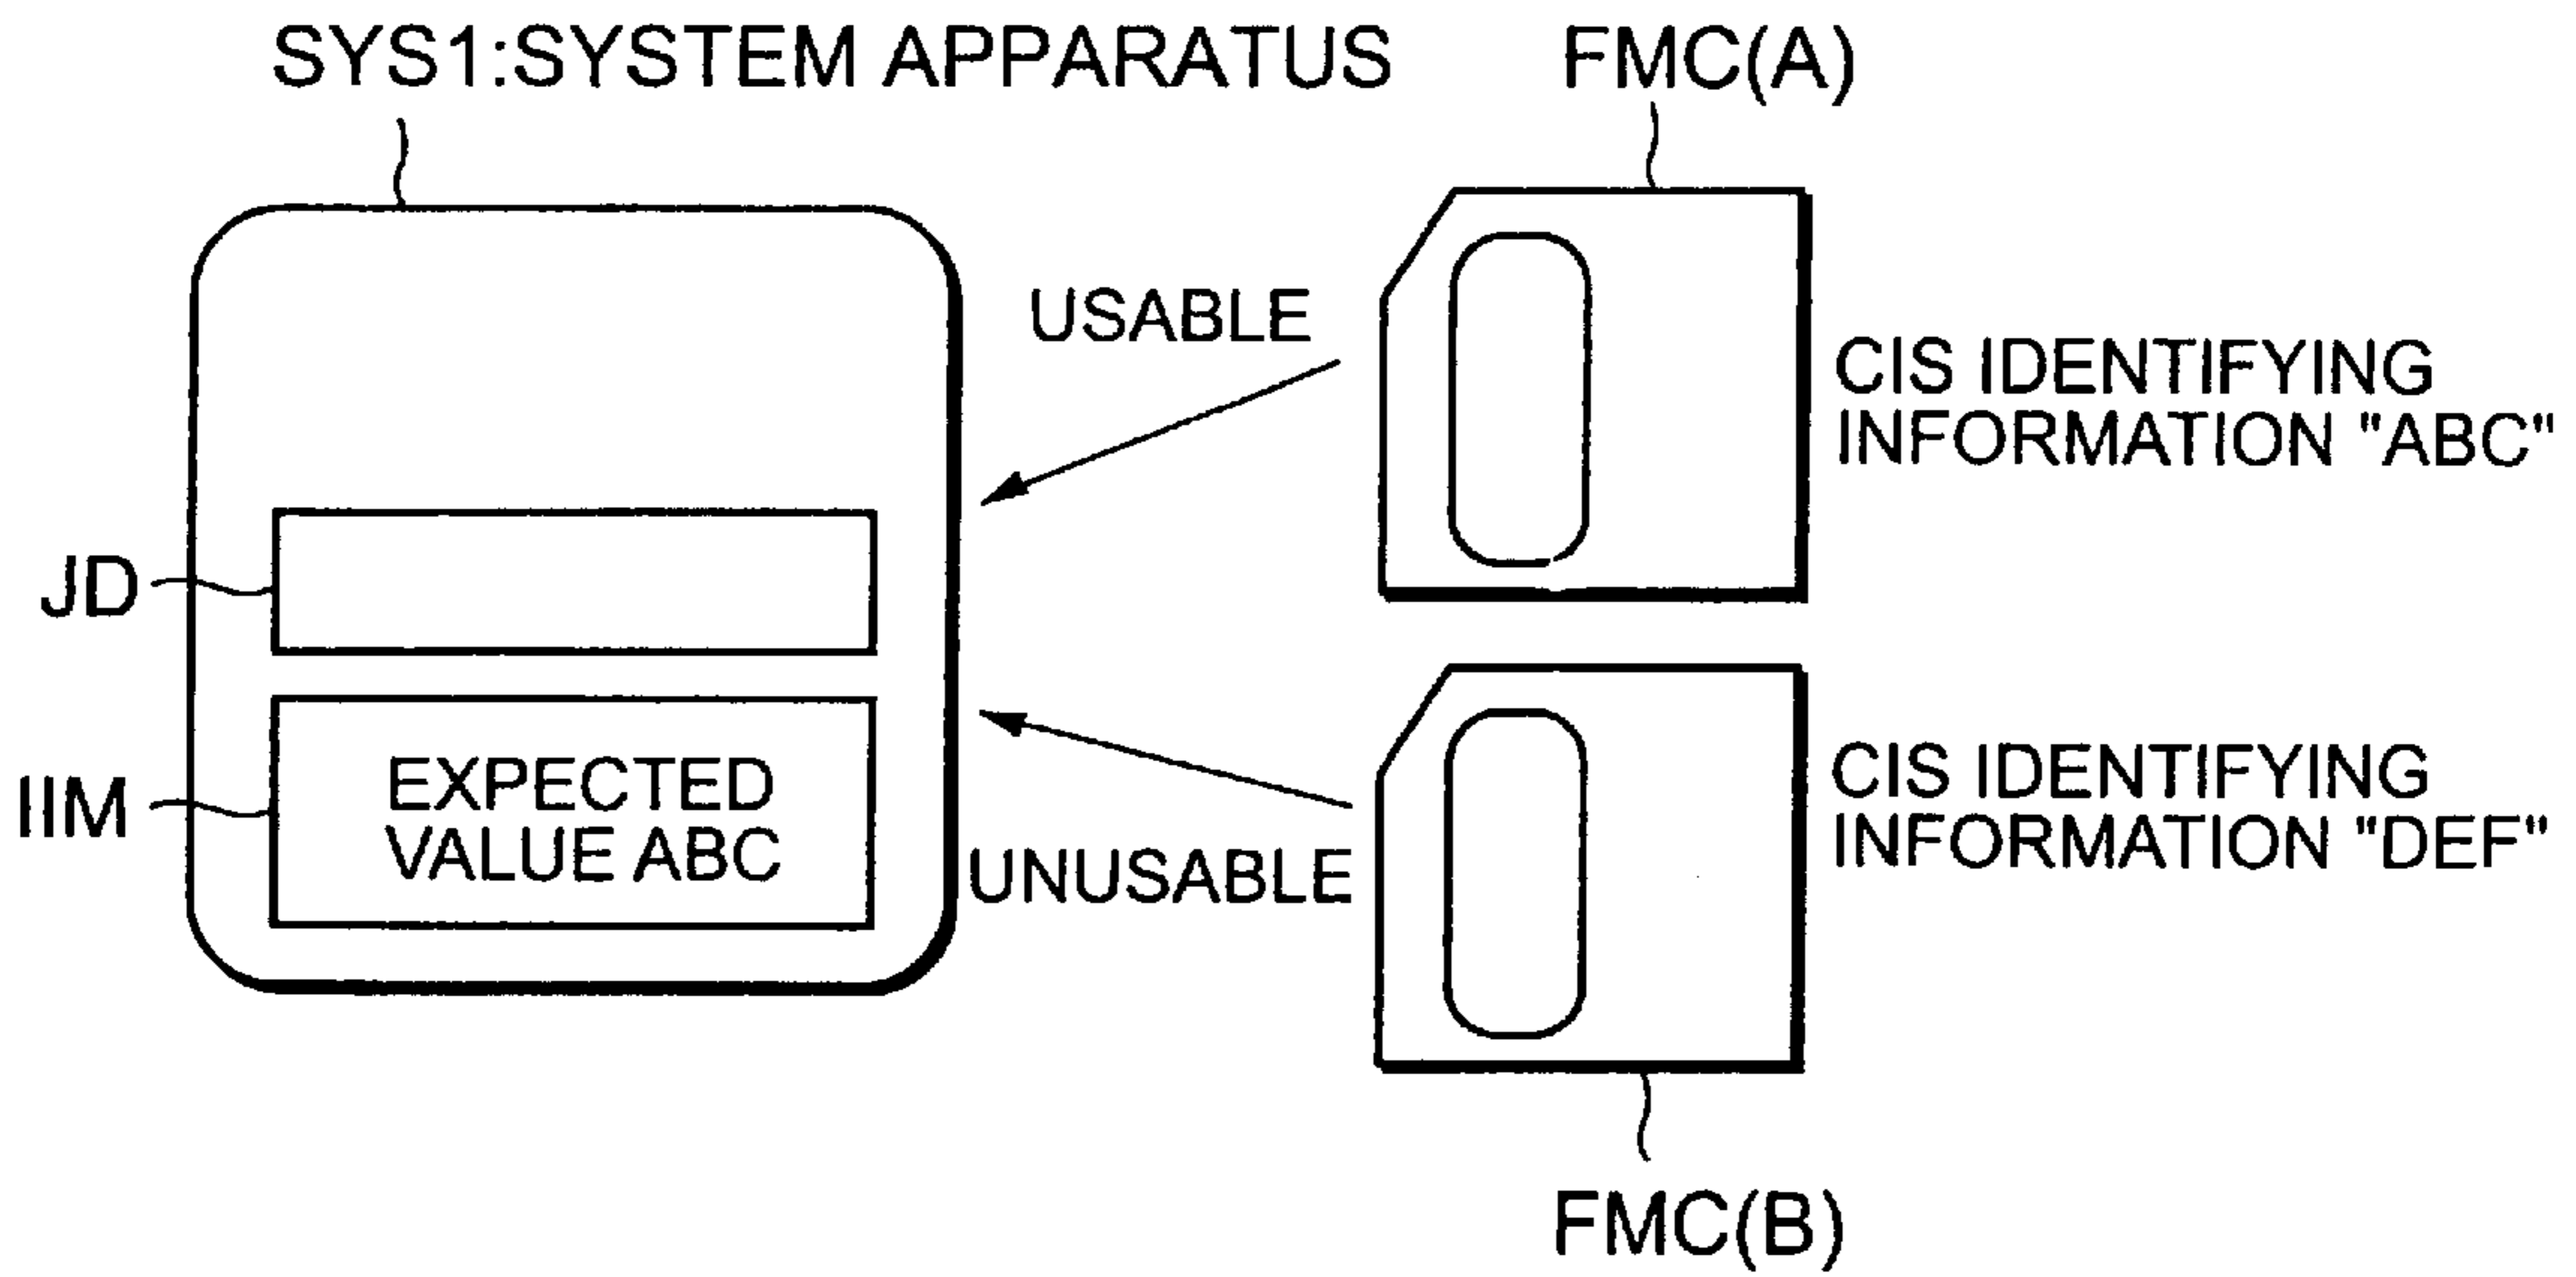 SYS1:SYSTEM APPARATUS
FMC(A)
USABLE
CIS IDENTIFYING
INFORMATION "ABC"
JD
IIM
EXPECTED
VALUE ABC
UNUSABLE
CIS IDENTIFYING
INFORMATION "DEF"
FMC(B)